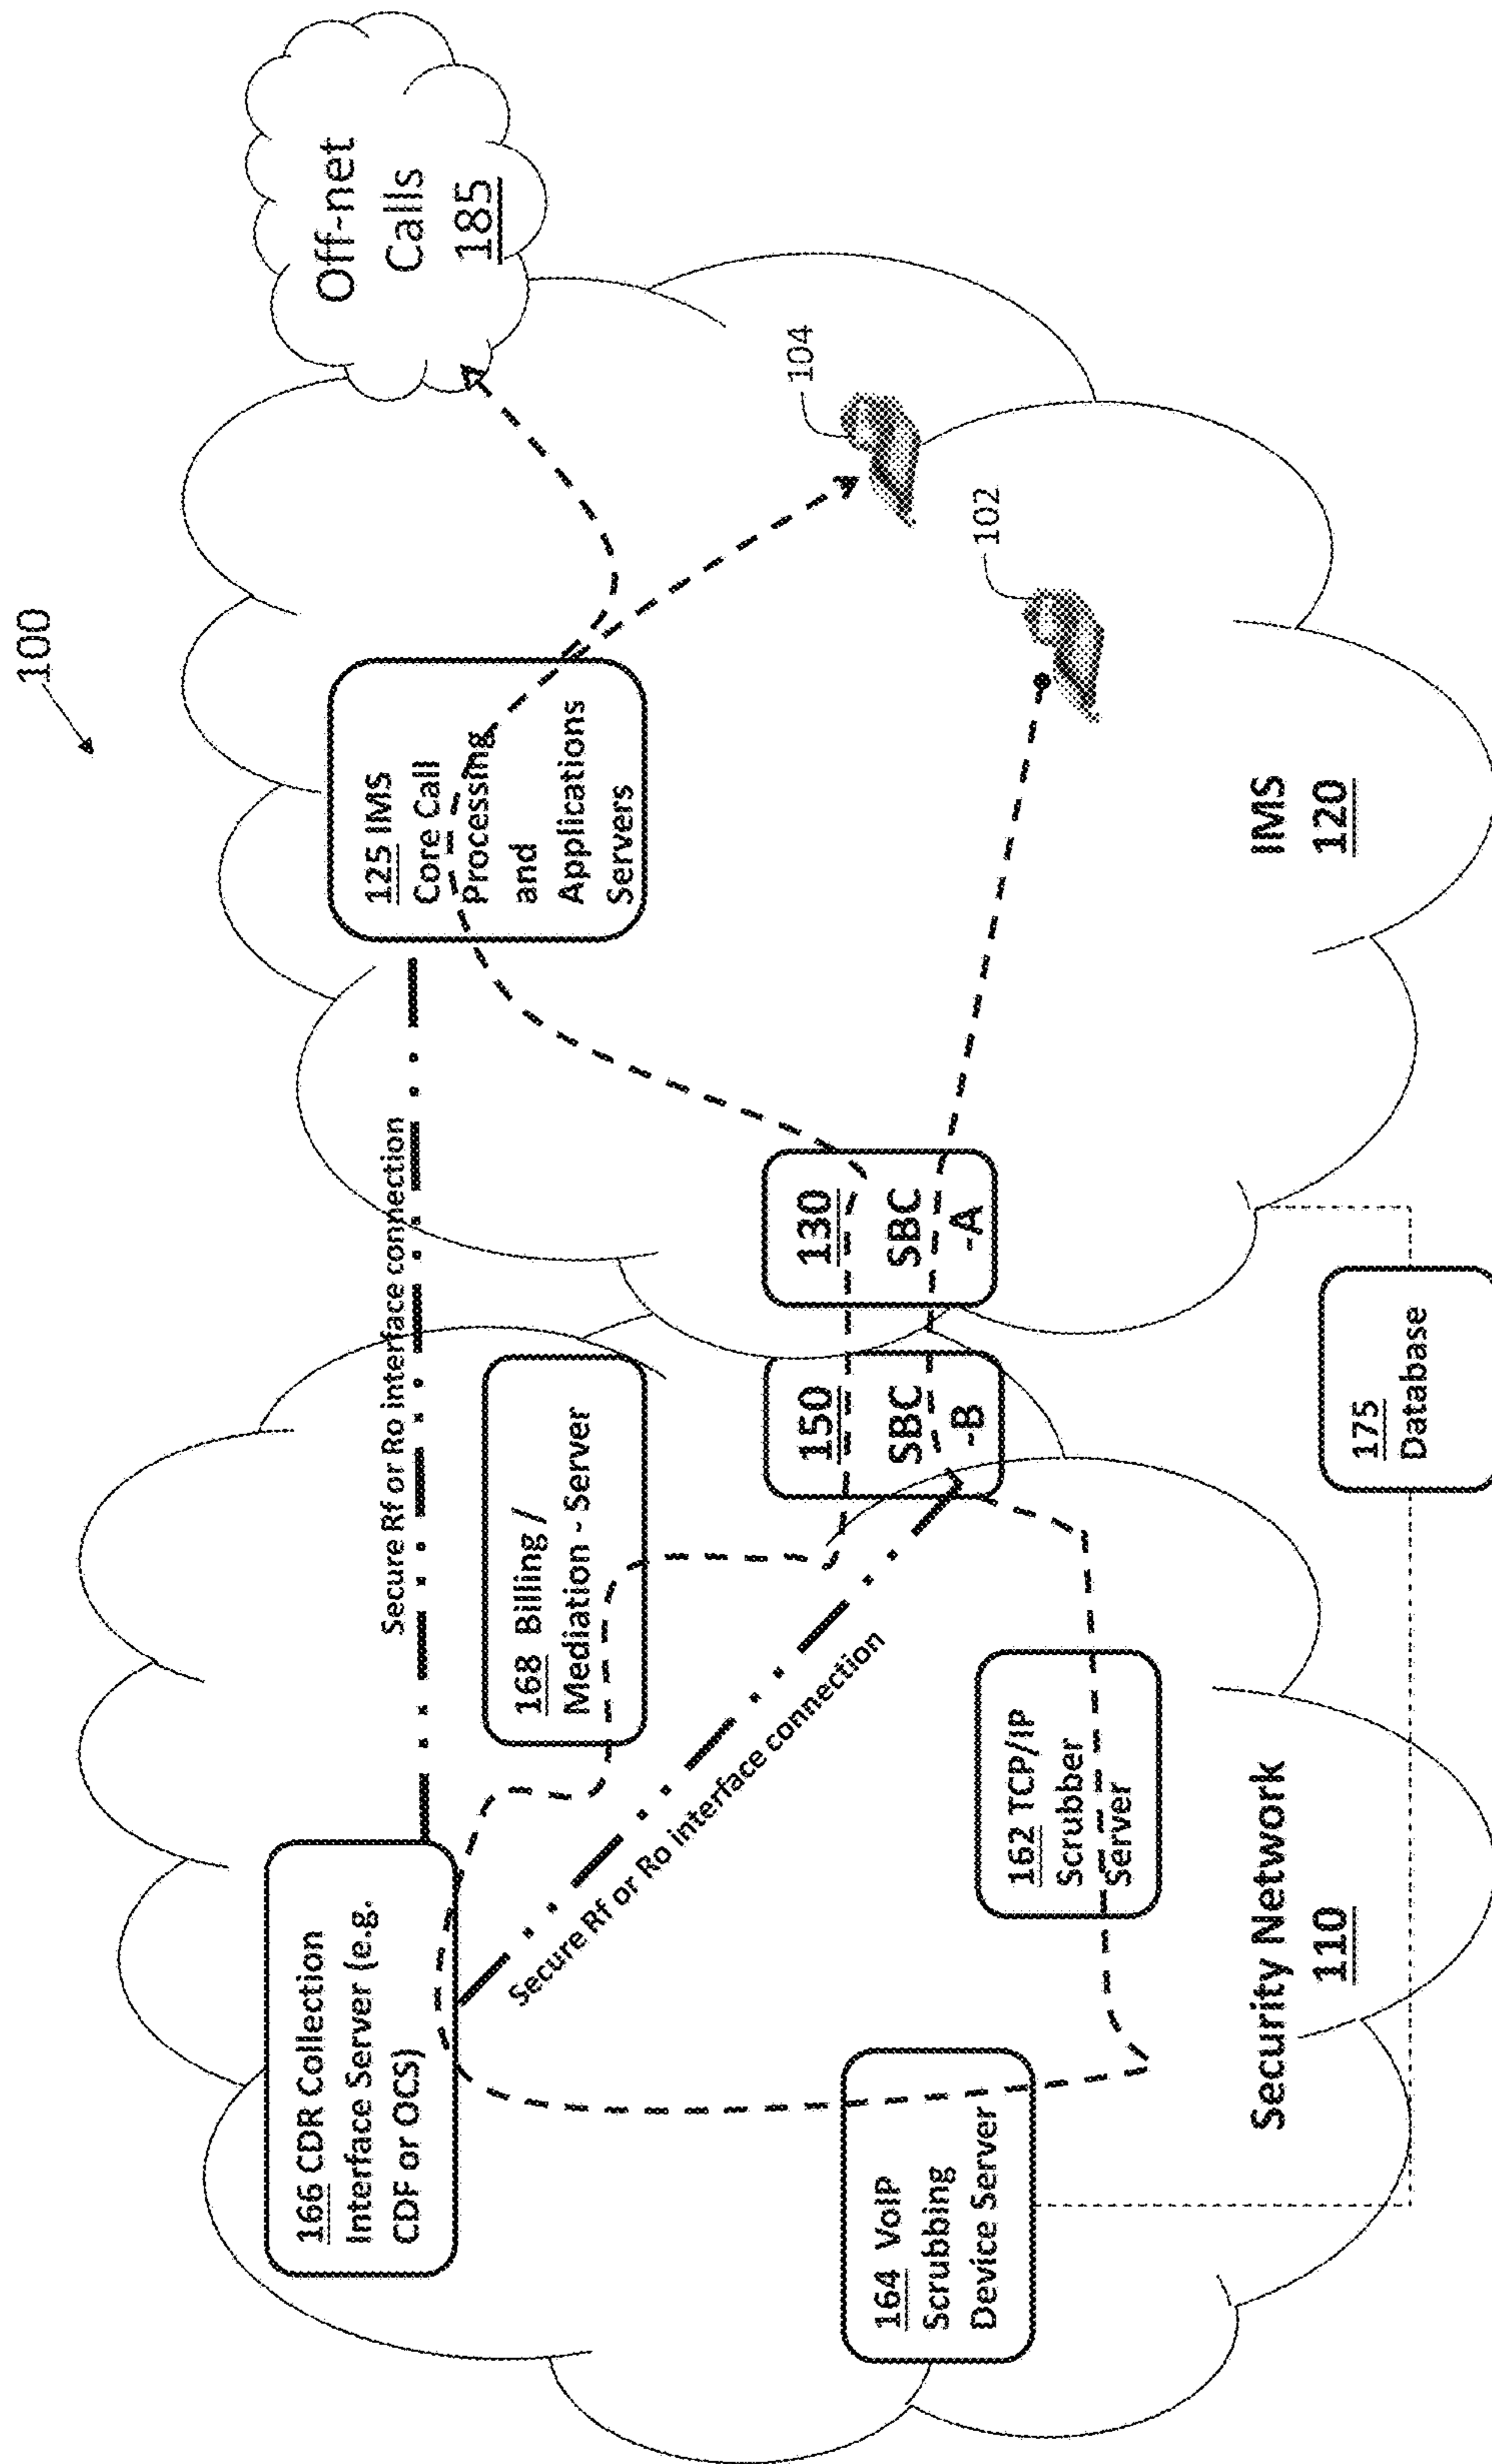 100
Off-net
Calls
185
166 CDR Collection
Interface Server (e.g.
CDF or OCS)
Secure Rf or Ro interface connection
125 IMS
Core Call
Processing
and
Applications
Servers
168 Billing /
Mediation - Server
Secure Rf or Ro interface connection
104
102
164 VoIP
Scrubbing
Device Server
162 TCP/IP
Scrubber
Server
150
SBC
-B
130
SBC
-A
Security Network
110
IMS
120
175
Database